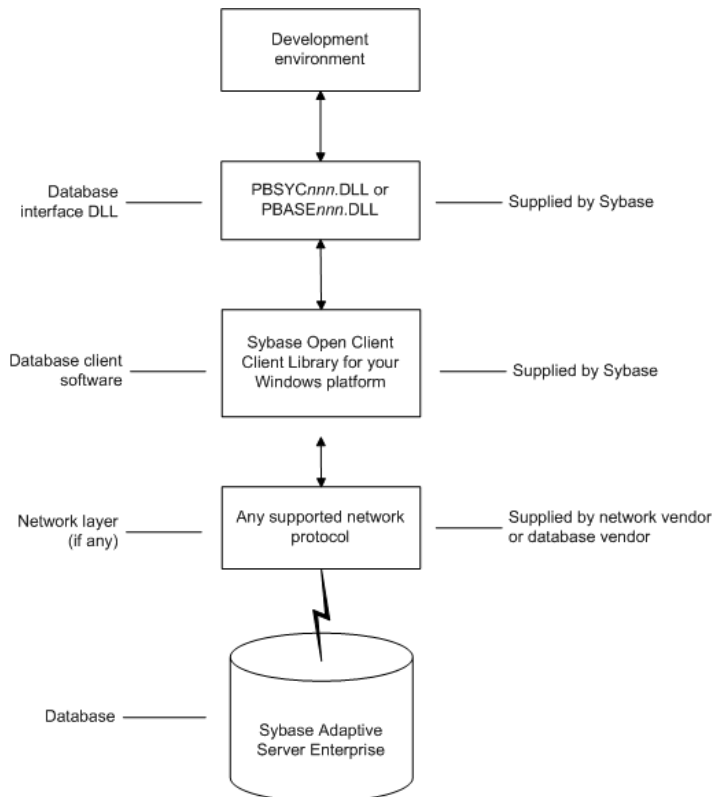 Development
environment
Database
interface DLL
PBSYCnnn.DLL or
PBASEnnn.DLL
Supplied by Sybase
Database client
software
Sybase Open Client
Client Library for your
Windows platform
Supplied by Sybase
Network layer
(if any)
Any supported network
protocol
Supplied by network vendor
or database vendor
Database
Sybase Adaptive
Server Enterprise